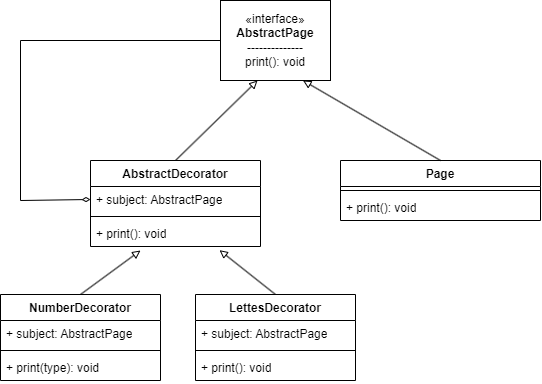 «interface»
AbstractPage
--------------
print(): void
AbstractDecorator
+ subject: AbstractPage
+ print(): void
Page
+ print(): void
NumberDecorator
+ subject: AbstractPage
+ print(type): void
LettesDecorator
+ subject: AbstractPage
+ print(): void